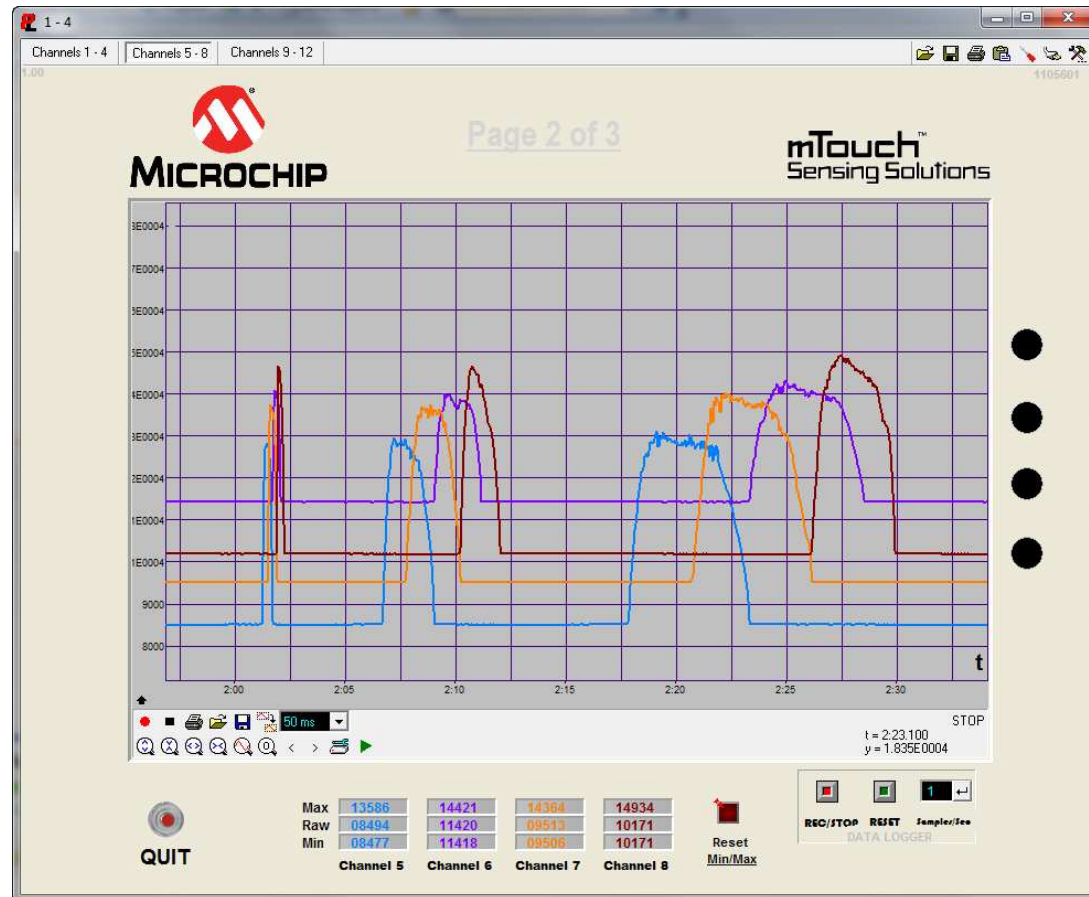 1 - 4
Channels 1 - 4 Channels 5 - 8 Channels 9 - 12
1.00 1105601
MICROCHIP
Page 2 of 3
mTouch™
Sensing Solutions
8E0004
7E0004
6E0004
5E0004
4E0004
3E0004
2E0004
1E0004
1E0004
9000
8000
t
2:00 2:05 2:10 2:15 2:20 2:25 2:30
50 ms
STOP
t = 2:23.100
y = 1.835E0004
QUIT
Max 13586 14421 14364 14934
Raw 08494 11420 09513 10171
Min 08477 11418 09506 10171
Channel 5 Channel 6 Channel 7 Channel 8
Reset
Min/Max
1
REC/STOP RESET Samples/Sec
DATA LOGGER